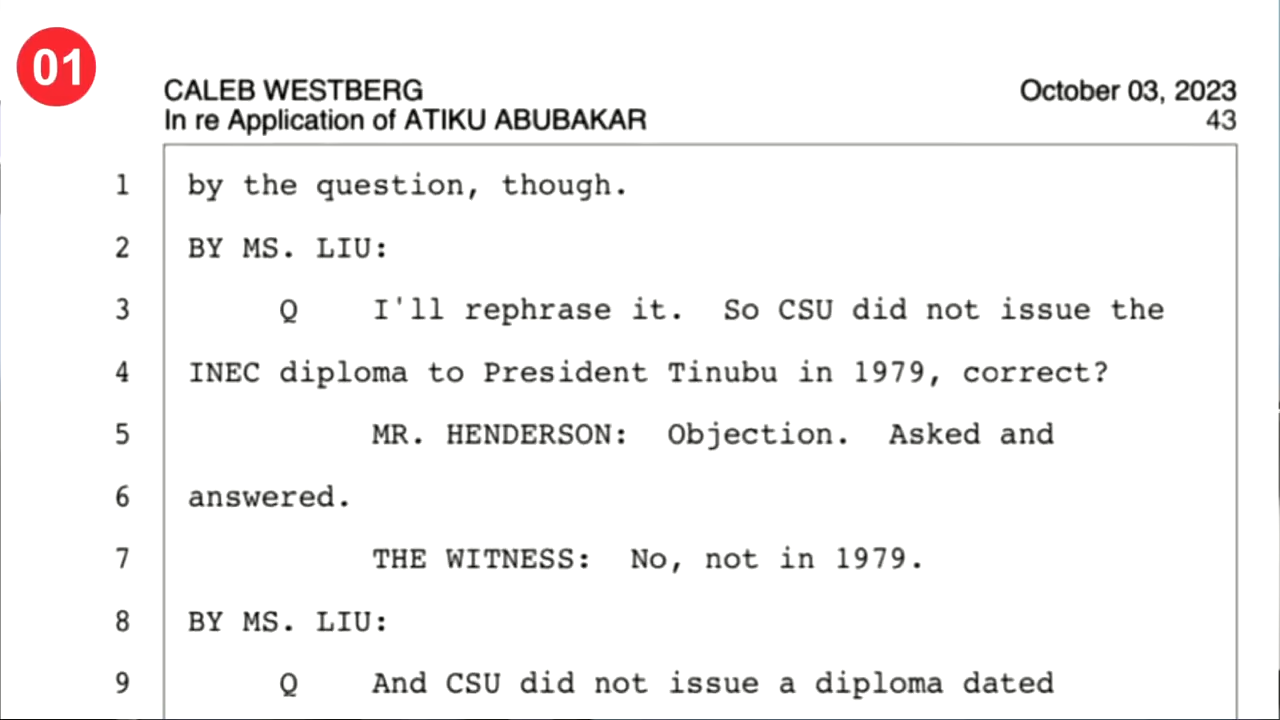 01
CALEB WESTBERG October 03, 2023
In re Application of ATIKU ABUBAKAR 43
1 by the question, though.
2 BY MS. LIU:
3 Q I'll rephrase it. So CSU did not issue the
4 INEC diploma to President Tinubu in 1979, correct?
5 MR. HENDERSON: Objection. Asked and
6 answered.
7 THE WITNESS: No, not in 1979.
8 BY MS. LIU:
9 Q And CSU did not issue a diploma dated